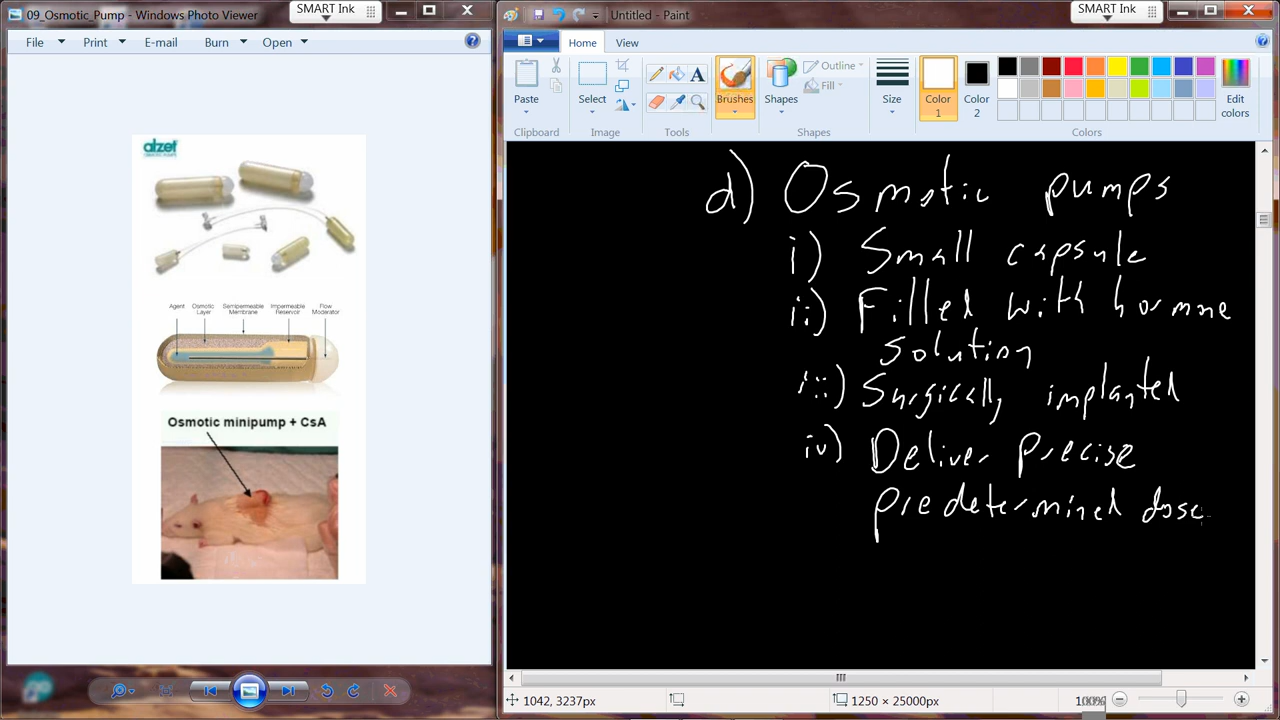 09_Osmotic_Pump - Windows Photo Viewer
SMART Ink
File Print E-mail Burn Open
alzet
Agent
Osmotic Layer
Semipermeable Membrane
Impermeable Reservoir
Flow Moderator
Osmotic minipump + CsA
Untitled - Paint
SMART Ink
Home View
Paste
Clipboard
Select
Image
Tools
Brushes
Shapes
Outline
Fill
Shapes
Size
Color 1
Color 2
Edit colors
Colors
d) Osmotic pumps
i) Small capsule
ii) Filled with hormone
solution
iii) Surgically implanted
iv) Deliver precise
predetermined dose
1042, 3237px
1250 × 25000px
100%